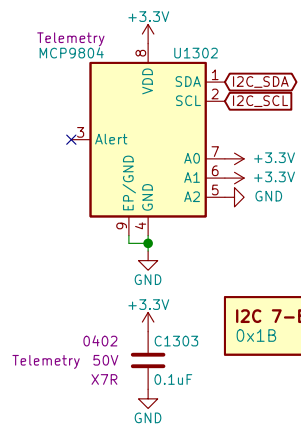 +3.3V
Telemetry
MCP9804
U1302
8
VDD
SDA 1 I2C_SDA
SCL 2 I2C_SCL
3 Alert
A0 7 +3.3V
A1 6 +3.3V
A2 5 GND
EP/GND
GND
9
4
GND
+3.3V
0402 C1303
Telemetry 50V
X7R 0.1uF
GND
I2C 7-
0x1B